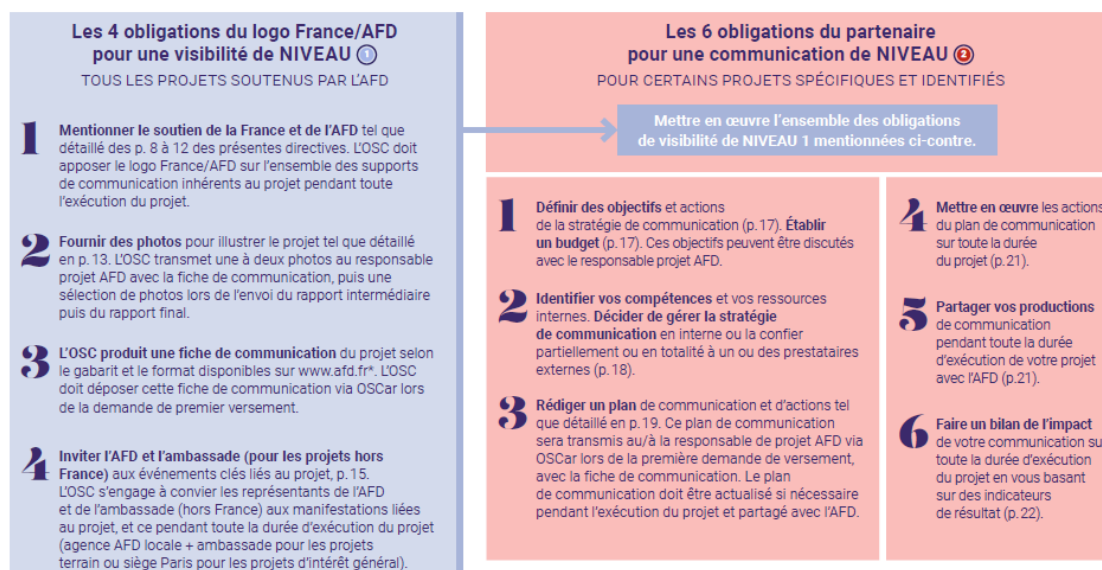 Les 4 obligations du logo France/AFD
pour une visibilité de NIVEAU 1
TOUS LES PROJETS SOUTENUS PAR L'AFD
1 Mentionner le soutien de la France et de l'AFD tel que
détaillé des p. 8 à 12 des présentes directives. L'OSC doit
apposer le logo France/AFD sur l'ensemble des supports
de communication inhérents au projet pendant toute
l'exécution du projet.
2 Fournir des photos pour illustrer le projet tel que détaillé
en p. 13. L'OSC transmet une à deux photos au responsable
projet AFD avec la fiche de communication, puis une
sélection de photos lors de l'envoi du rapport intermédiaire
puis du rapport final.
3 L'OSC produit une fiche de communication du projet selon
le gabarit et le format disponibles sur www.afd.fr*. L'OSC
doit déposer cette fiche de communication via OSCar lors
de la demande de premier versement.
4 Inviter l'AFD et l'ambassade (pour les projets hors
France) aux événements clés liés au projet, p. 15.
L'OSC s'engage à convier les représentants de l'AFD
et de l'ambassade (hors France) aux manifestations liées
au projet, et ce pendant toute la durée d'exécution du projet
(agence AFD locale + ambassade pour les projets
terrain ou siège Paris pour les projets d'intérêt général).
Les 6 obligations du partenaire
pour une communication de NIVEAU 2
POUR CERTAINS PROJETS SPÉCIFIQUES ET IDENTIFIÉS
Mettre en œuvre l'ensemble des obligations
de visibilité de NIVEAU 1 mentionnées ci-contre.
1 Définir des objectifs et actions
de la stratégie de communication (p. 17). Établir
un budget (p. 17). Ces objectifs peuvent être discutés
avec le responsable projet AFD.
2 Identifier vos compétences et vos ressources
internes. Décider de gérer la stratégie
de communication en interne ou la confier
partiellement ou en totalité à un ou des prestataires
externes (p. 18).
3 Rédiger un plan de communication et d'actions tel
que détaillé en p. 19. Ce plan de communication
sera transmis au/à la responsable de projet AFD via
OSCar lors de la première demande de versement,
avec la fiche de communication. Le plan
de communication doit être actualisé si nécessaire
pendant l'exécution du projet et partagé avec l'AFD.
4 Mettre en œuvre les actions
du plan de communication
sur toute la durée
du projet (p. 21).
5 Partager vos productions
de communication
pendant toute la durée
d'exécution de votre projet
avec l'AFD (p. 21).
6 Faire un bilan de l'impact
de votre communication su
toute la durée d'exécution
du projet en vous basant
sur des indicateurs
de résultat (p. 22).